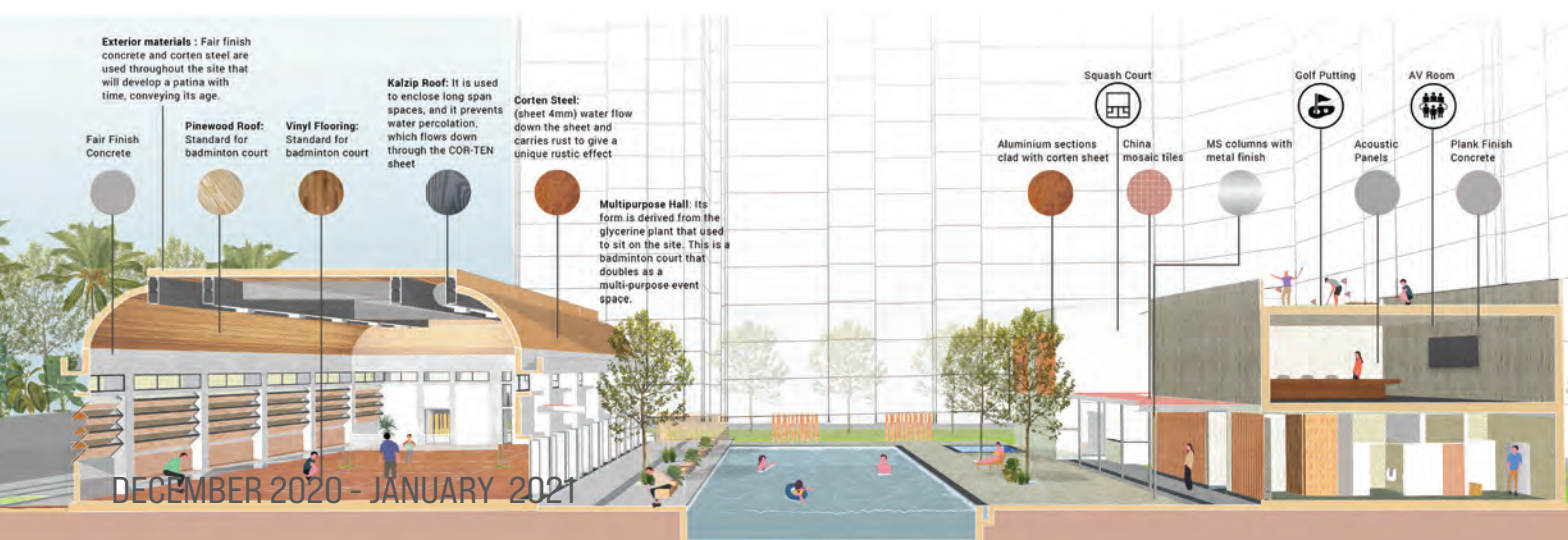 Exterior materials : Fair finish
concrete and corten steel are
used throughout the site that
will develop a patina with
time, conveying its age.
Fair Finish
Concrete
Pinewood Roof:
Standard for
badminton court
Vinyl Flooring:
Standard for
badminton court
Kalzip Roof: It is used
to enclose long span
spaces, and it prevents
water percolation,
which flows down
through the COR-TEN
sheet
Corten Steel:
(sheet 4mm) water flow
down the sheet and
carries rust to give a
unique rustic effect
Multipurpose Hall: Its
form is derived from the
glycerine plant that used
to sit on the site. This is a
badminton court that
doubles as a
multi-purpose event
space.
Aluminium sections
clad with corten sheet
Squash Court
China
mosaic tiles
MS columns with
metal finish
Golf Putting
Acoustic
Panels
AV Room
Plank Finish
Concrete
DECEMBER 2020 - JANUARY 2021